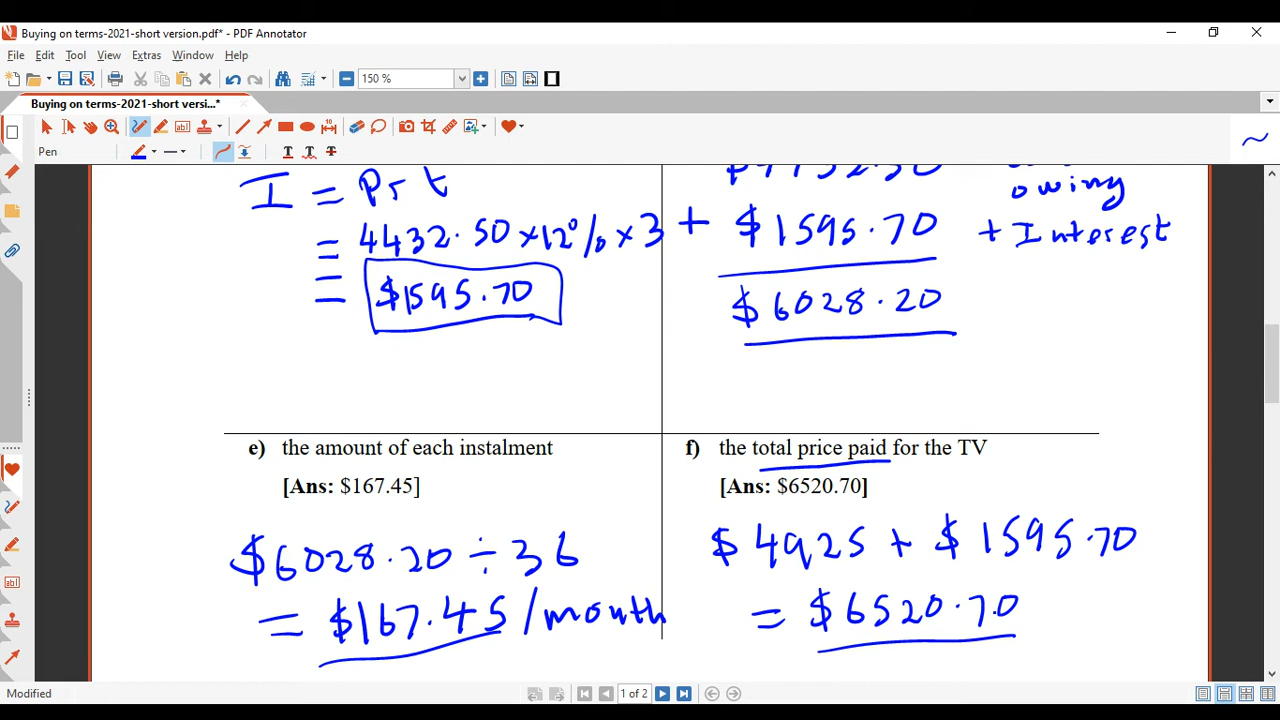 Buying on terms-2021-short version.pdf* - PDF Annotator
File Edit Tool View Extras Window Help
150 %
Buying on terms-2021-short versi...*
Pen
I = Prt
= 4432.50 × 12% × 3
= $1595.70
owing
+ $1595.70 + Interest
$6028.20
e) the amount of each instalment
[Ans: $167.45]
$6028.20 ÷ 36
= $167.45 /month
f) the total price paid for the TV
[Ans: $6520.70]
$4925 + $1595.70
= $6520.70
Modified
1 of 2